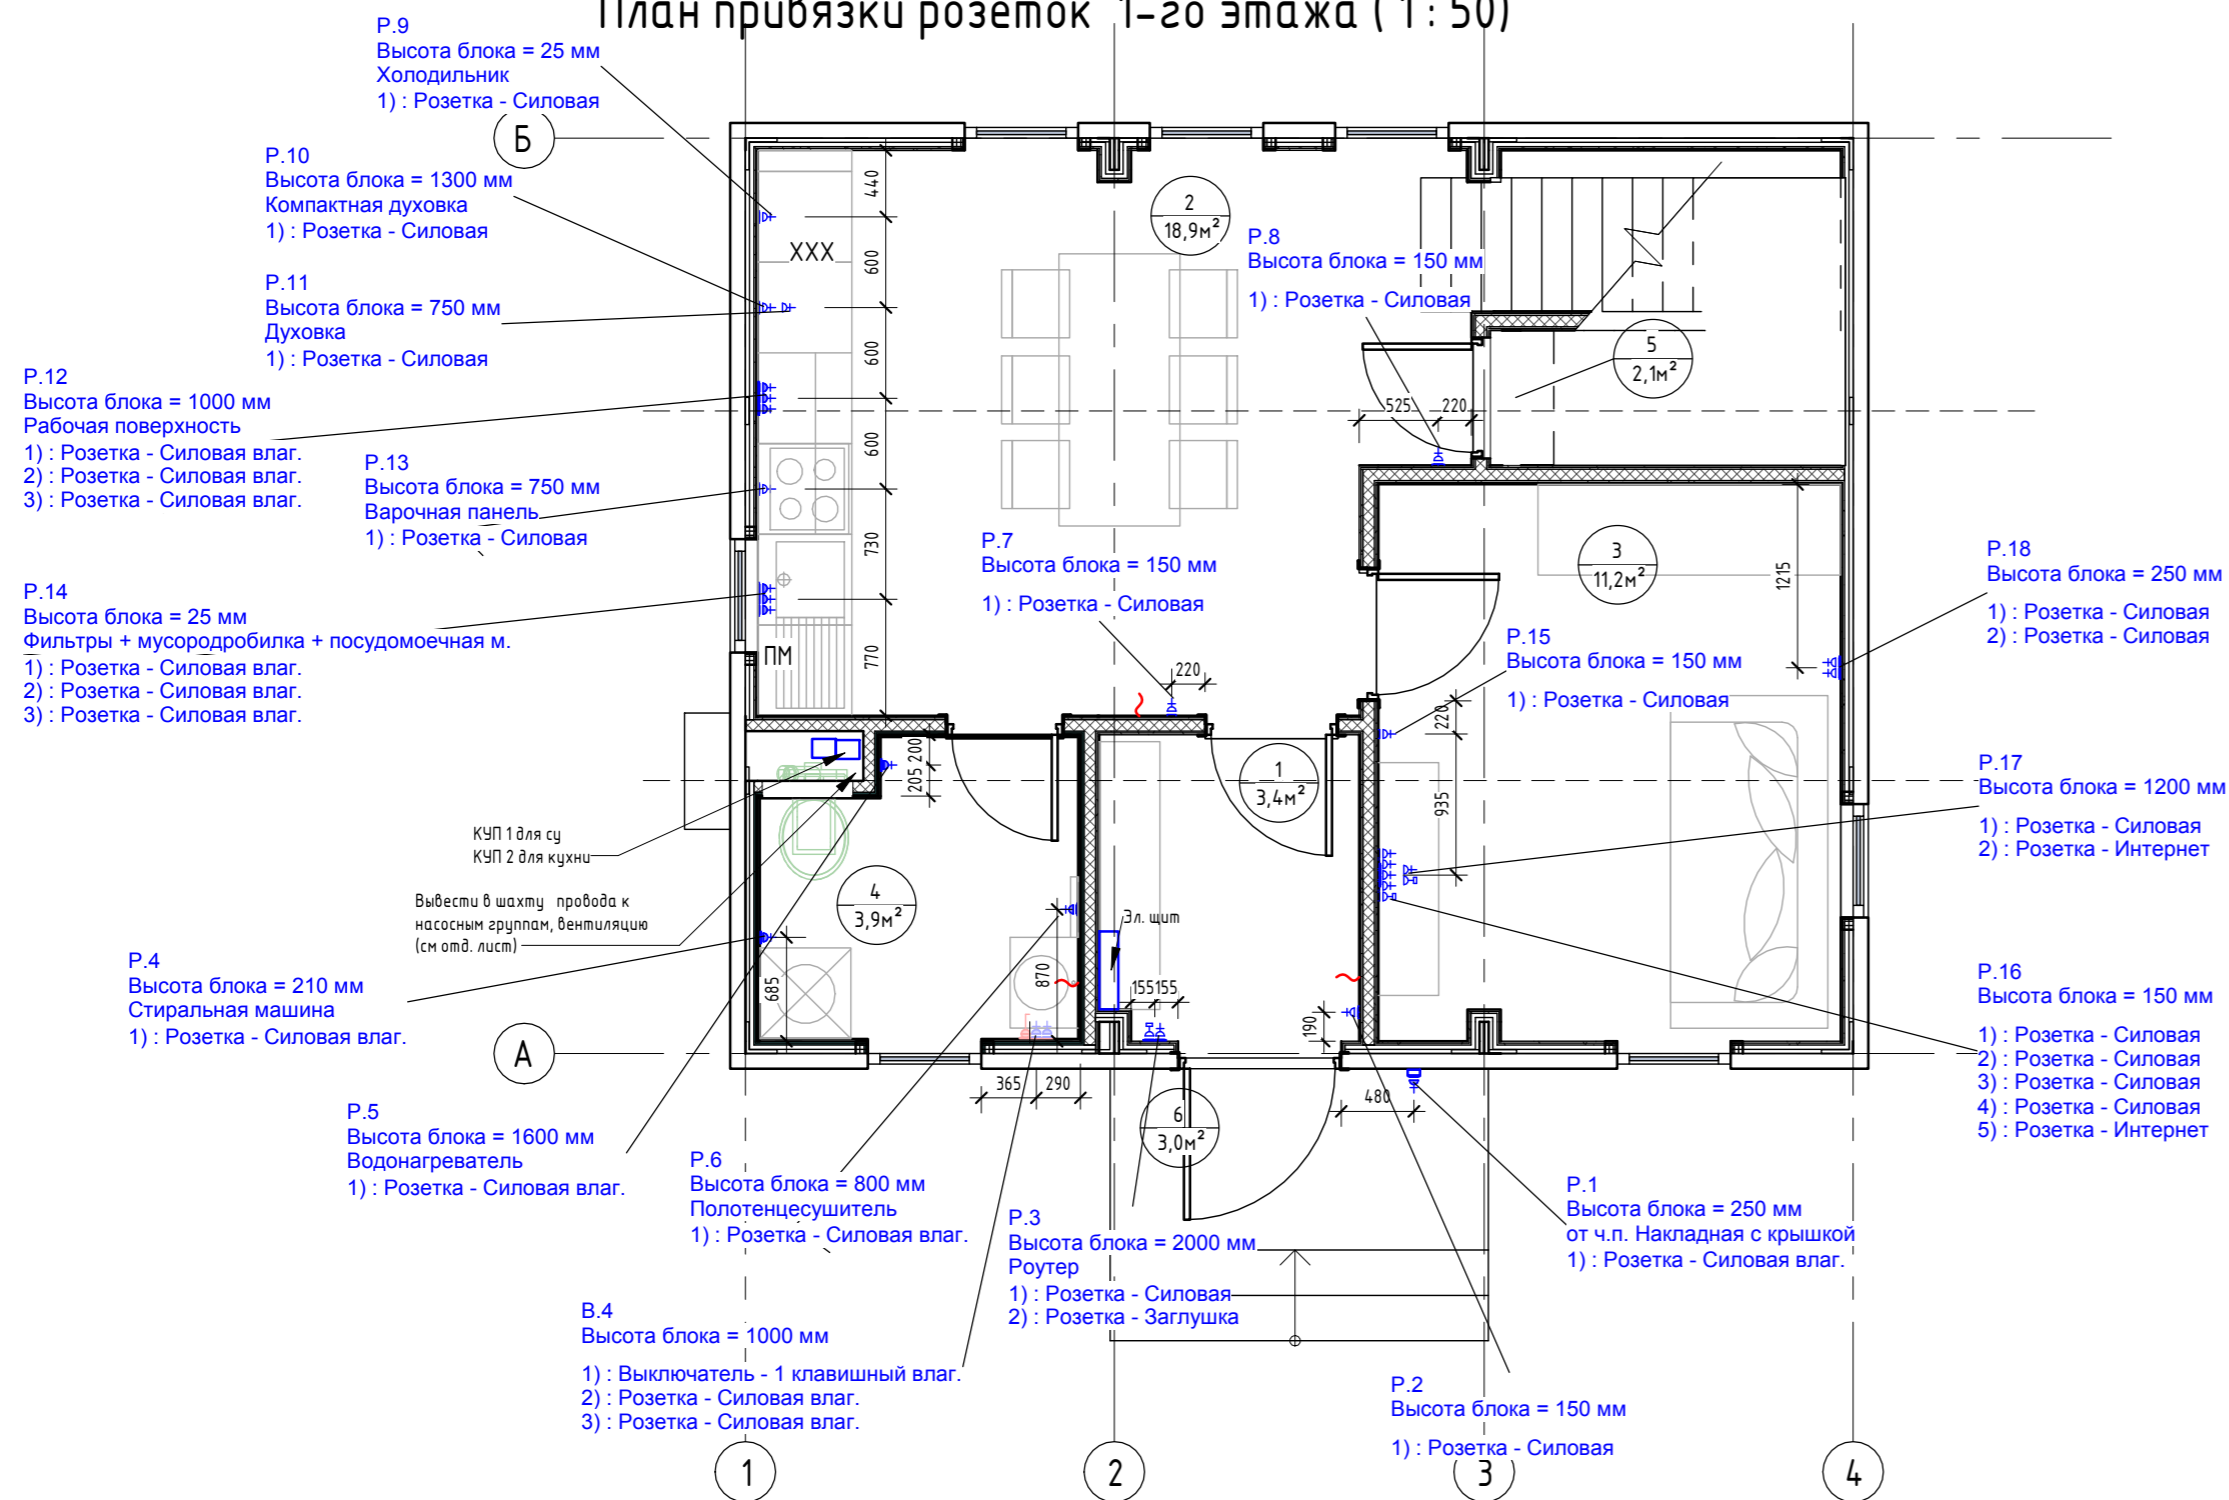 План привязки розеток 1-го этажа ( 1 : 50)
Р.9
Высота блока = 25 мм
Холодильник
1) : Розетка - Силовая
Б
Р.10
Высота блока = 1300 мм
Компактная духовка
1) : Розетка - Силовая
Р.11
Высота блока = 750 мм
Духовка
1) : Розетка - Силовая
Р.12
Высота блока = 1000 мм
Рабочая поверхность
1) : Розетка - Силовая влаг.
2) : Розетка - Силовая влаг.
3) : Розетка - Силовая влаг.
Р.13
Высота блока = 750 мм
Варочная панель
1) : Розетка - Силовая
Р.14
Высота блока = 25 мм
Фильтры + мусородробилка + посудомоечная м.
1) : Розетка - Силовая влаг.
2) : Розетка - Силовая влаг.
3) : Розетка - Силовая влаг.
ХХХ
ПМ
440
600
600
600
730
770
2
18,9м²
Р.8
Высота блока = 150 мм
1) : Розетка - Силовая
5
2,1м²
525
220
Р.7
Высота блока = 150 мм
1) : Розетка - Силовая
220
3
11,2м²
1215
Р.18
Высота блока = 250 мм
1) : Розетка - Силовая
2) : Розетка - Силовая
Р.15
Высота блока = 150 мм
1) : Розетка - Силовая
220
935
Р.17
Высота блока = 1200 мм
1) : Розетка - Силовая
2) : Розетка - Интернет
Р.16
Высота блока = 150 мм
1) : Розетка - Силовая
2) : Розетка - Силовая
3) : Розетка - Силовая
4) : Розетка - Силовая
5) : Розетка - Интернет
1
3,4м²
205 200
КУП 1 для су
КУП 2 для кухни
Вывести в шахту провода к
насосным группам, вентиляцию
(см отд. лист)
4
3,9м²
Эл. щит
685
870
155
155
190
Р.4
Высота блока = 210 мм
Стиральная машина
1) : Розетка - Силовая влаг.
А
365
290
480
6
3,0м²
Р.5
Высота блока = 1600 мм
Водонагреватель
1) : Розетка - Силовая влаг.
Р.6
Высота блока = 800 мм
Полотенцесушитель
1) : Розетка - Силовая влаг.
Р.3
Высота блока = 2000 мм
Роутер
1) : Розетка - Силовая
2) : Розетка - Заглушка
Р.1
Высота блока = 250 мм
от ч.п. Накладная с крышкой
1) : Розетка - Силовая влаг.
В.4
Высота блока = 1000 мм
1) : Выключатель - 1 клавишный влаг.
2) : Розетка - Силовая влаг.
3) : Розетка - Силовая влаг.
Р.2
Высота блока = 150 мм
1) : Розетка - Силовая
1
2
3
4